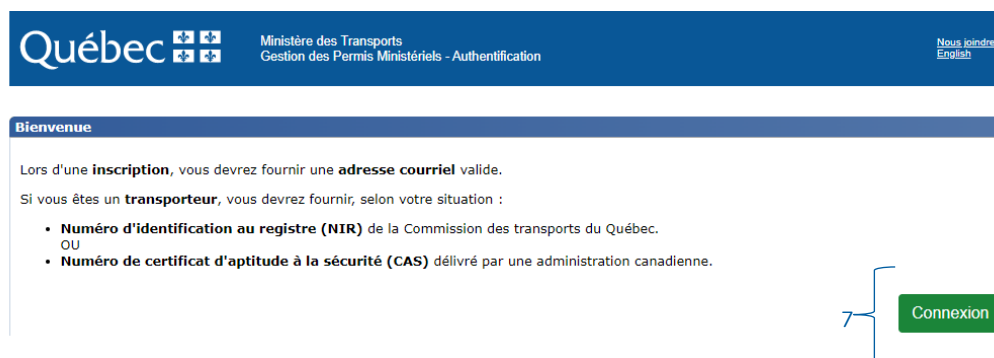 Québec
Ministère des Transports
Gestion des Permis Ministériels - Authentification
Nous joindre
English
Bienvenue
Lors d'une inscription, vous devrez fournir une adresse courriel valide.
Si vous êtes un transporteur, vous devrez fournir, selon votre situation :
• Numéro d'identification au registre (NIR) de la Commission des transports du Québec.
OU
• Numéro de certificat d'aptitude à la sécurité (CAS) délivré par une administration canadienne.
7
Connexion